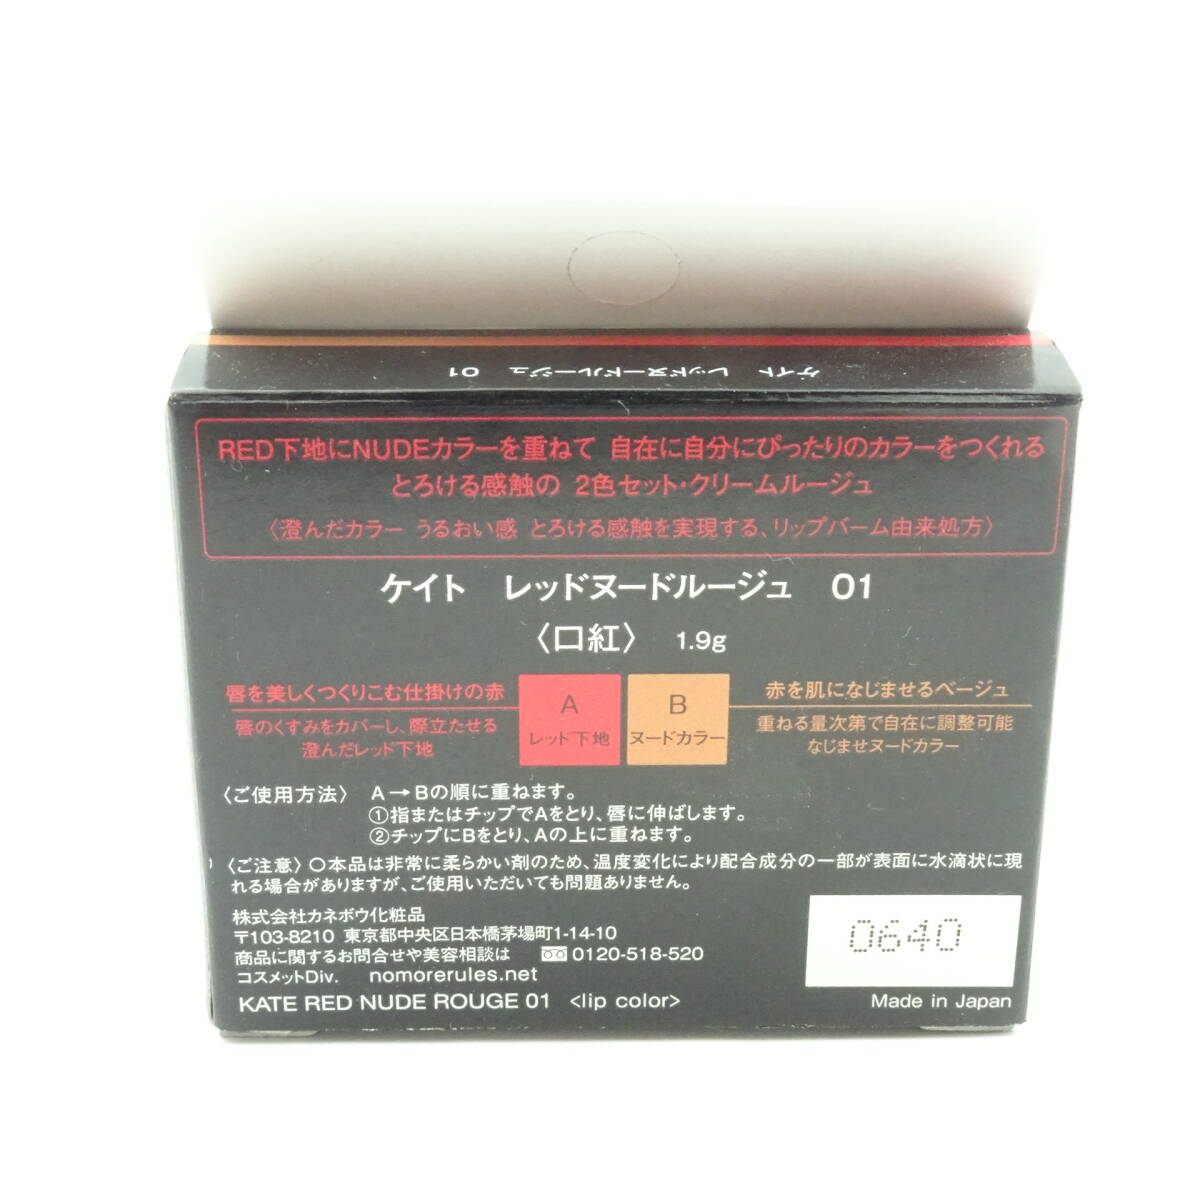 ケイト レッドヌードルージュ 01
RED下地にNUDEカラーを重ねて 自在に自分にぴったりのカラーをつくれる
とろける感触の 2色セット・クリームルージュ
〈澄んだカラー うるおい感 とろける感触を実現する、リップバーム由来処方〉
ケイト レッドヌードルージュ 01
〈口紅〉 1.9g
唇を美しくつくりこむ仕掛けの赤
唇のくすみをカバーし、際立たせる
澄んだレッド下地
A
レッド下地
B
ヌードカラー
赤を肌になじませるベージュ
重ねる量次第で自在に調整可能
なじませヌードカラー
〈ご使用方法〉 A→Bの順に重ねます。
①指またはチップでAをとり、唇に伸ばします。
②チップにBをとり、Aの上に重ねます。
〈ご注意〉○本品は非常に柔らかい剤のため、温度変化により配合成分の一部が表面に水滴状に現
れる場合がありますが、ご使用いただいても問題ありません。
株式会社カネボウ化粧品
〒103-8210 東京都中央区日本橋茅場町1-14-10
商品に関するお問合せや美容相談は 0120-518-520
コスメットDiv. nomorerules.net
KATE RED NUDE ROUGE 01 <lip color>
0640
Made in Japan